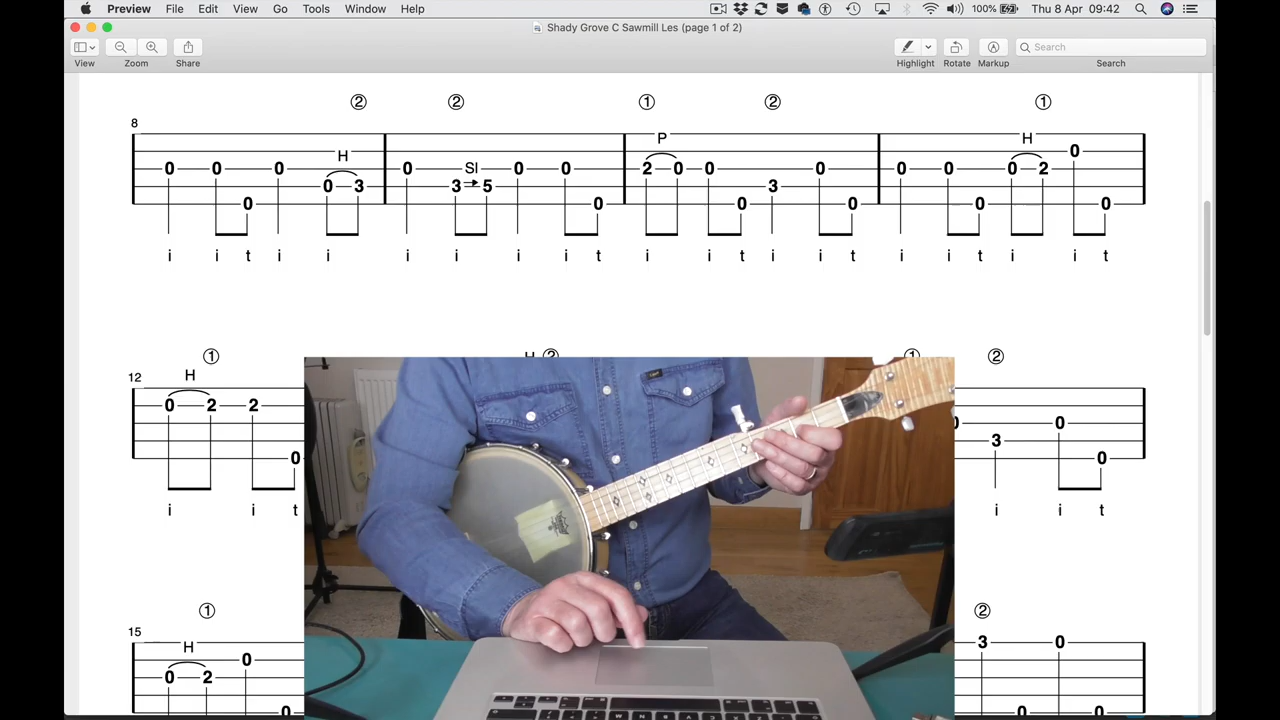 Preview File Edit View Go Tools Window Help 100% Thu 8 Apr 09:42
Shady Grove C Sawmill Les (page 1 of 2)
View Zoom Share Highlight Rotate Markup Search
Search
② ② ① ② ①
8
H SI P H
0 0 0 0 0 3 0 3 5 0 0 0 2 0 0 0 3 0 0 0 0 0 0 2 0 0
i i t i i i i i i t i i t i i t i i t i i t
① H ② ① ②
12
H
0 2 2 0 0 3 0 0
i i t i i t
① ②
15
H
0 2 0 0 3 0 0 0